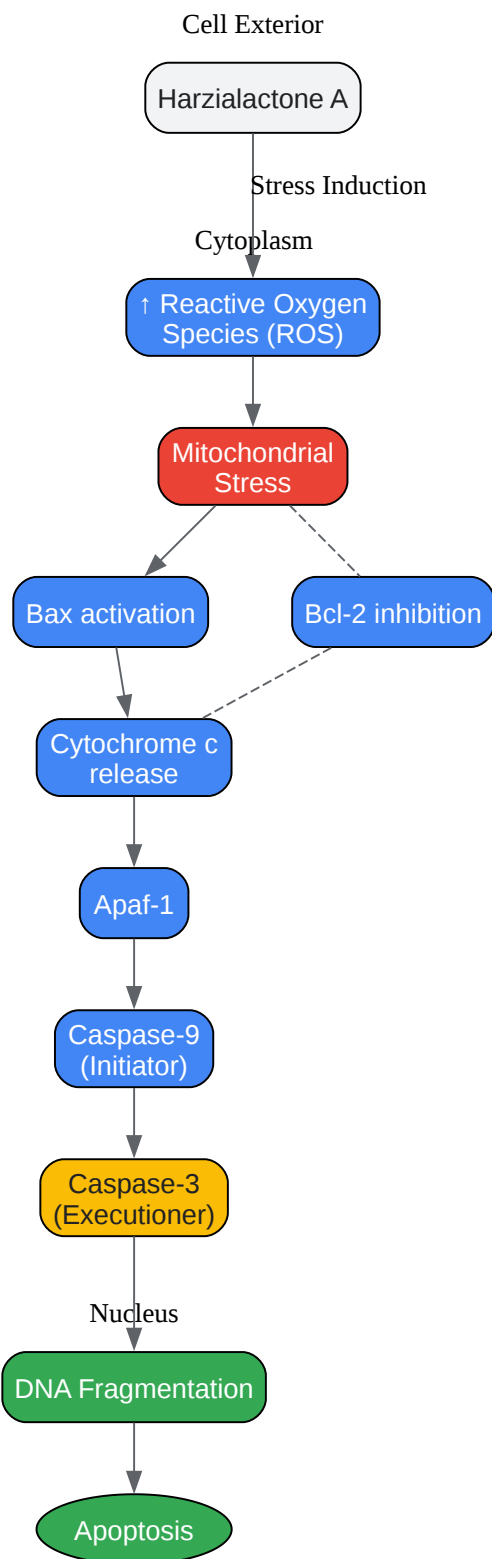 Cell Exterior
Harzialactone A
Stress Induction
Cytoplasm
↑ Reactive Oxygen
Species (ROS)
Mitochondrial
Stress
Bax activation
Bcl-2 inhibition
Cytochrome c
release
Apaf-1
Caspase-9
(Initiator)
Caspase-3
(Executioner)
Nucleus
DNA Fragmentation
Apoptosis